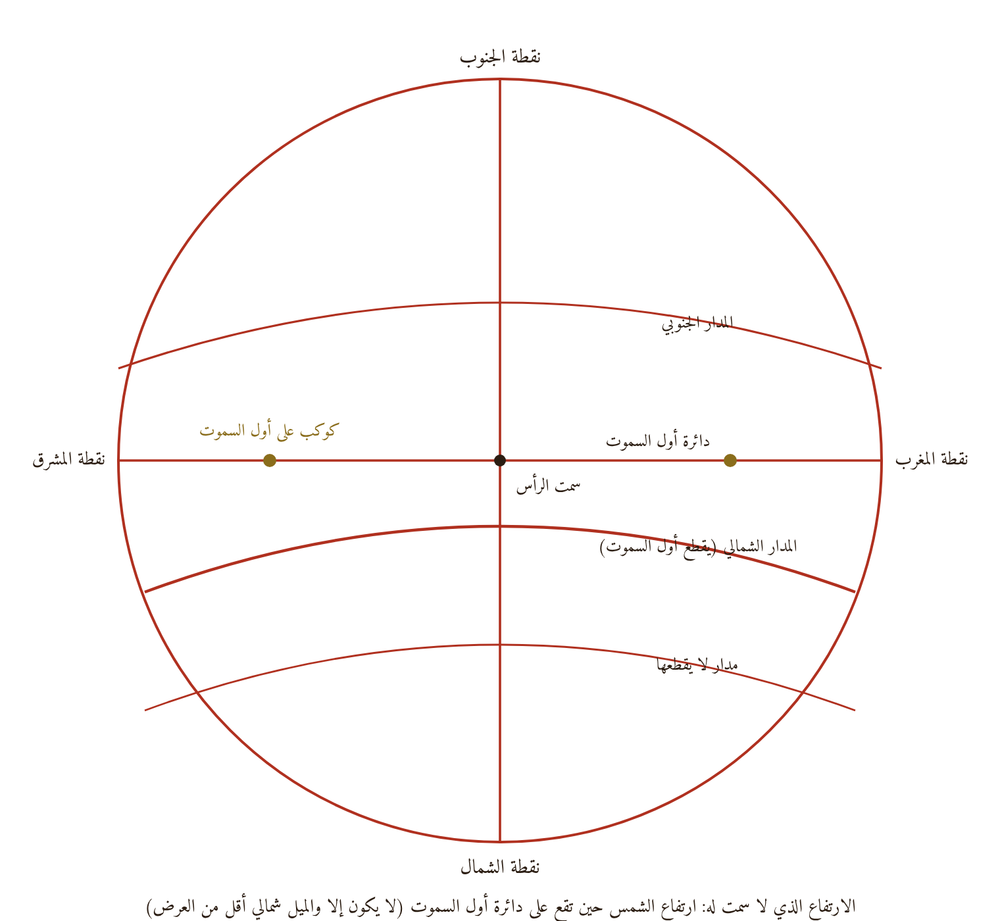 نقطة الجنوب
المدار الجنوبي
كوكب على أول السموت
دائرة أول السموت
نقطة المغرب
نقطة المشرق
سمت الرأس
المدار الشمالي (يقطع أول السموت)
مدار لا يقطعها
نقطة الشمال
الارتفاع الذي لا سمت له: ارتفاع الشمس حين تقع على دائرة أول السموت (لا يكون إلا والميل شمالي أقل من العرض)